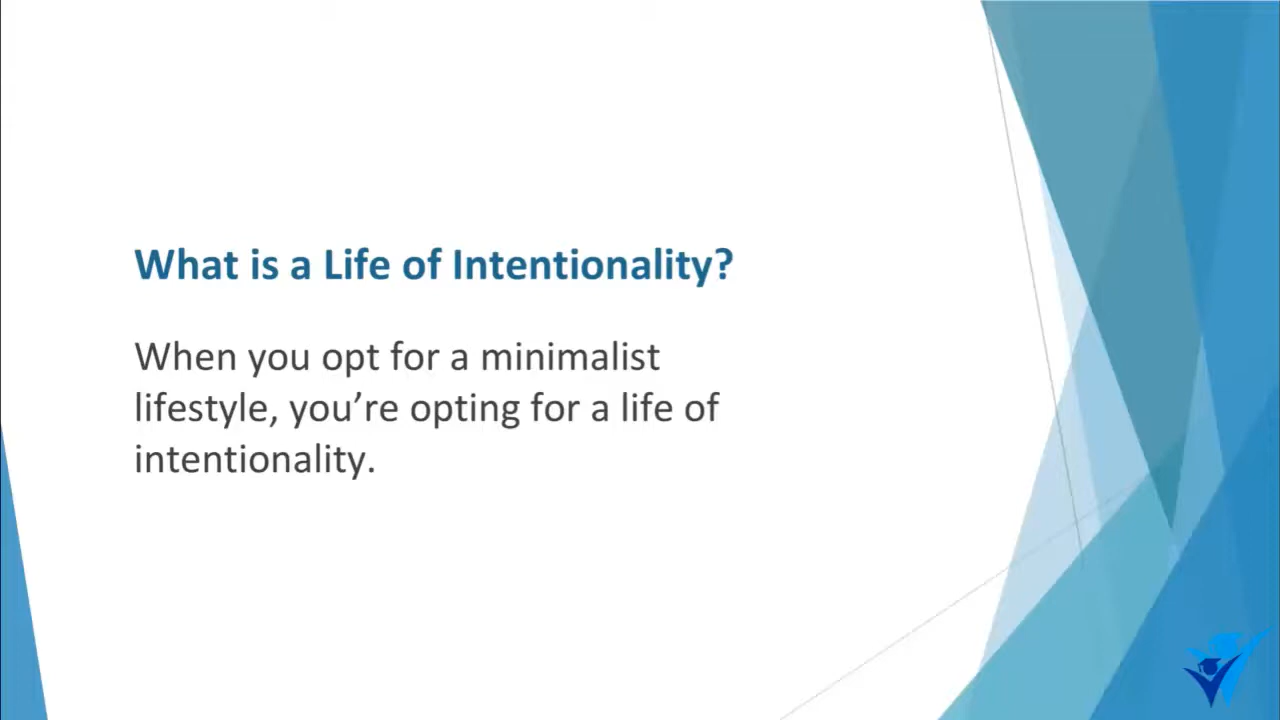 What is a Life of Intentionality?
When you opt for a minimalist
lifestyle, you’re opting for a life of
intentionality.